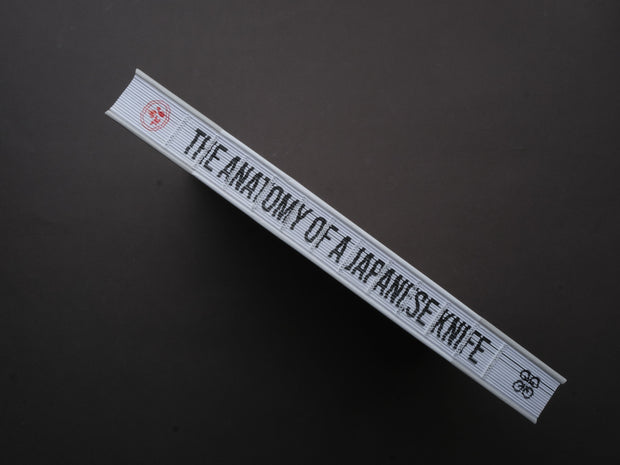 THE ANATOMY OF A JAPANESE KNIFE